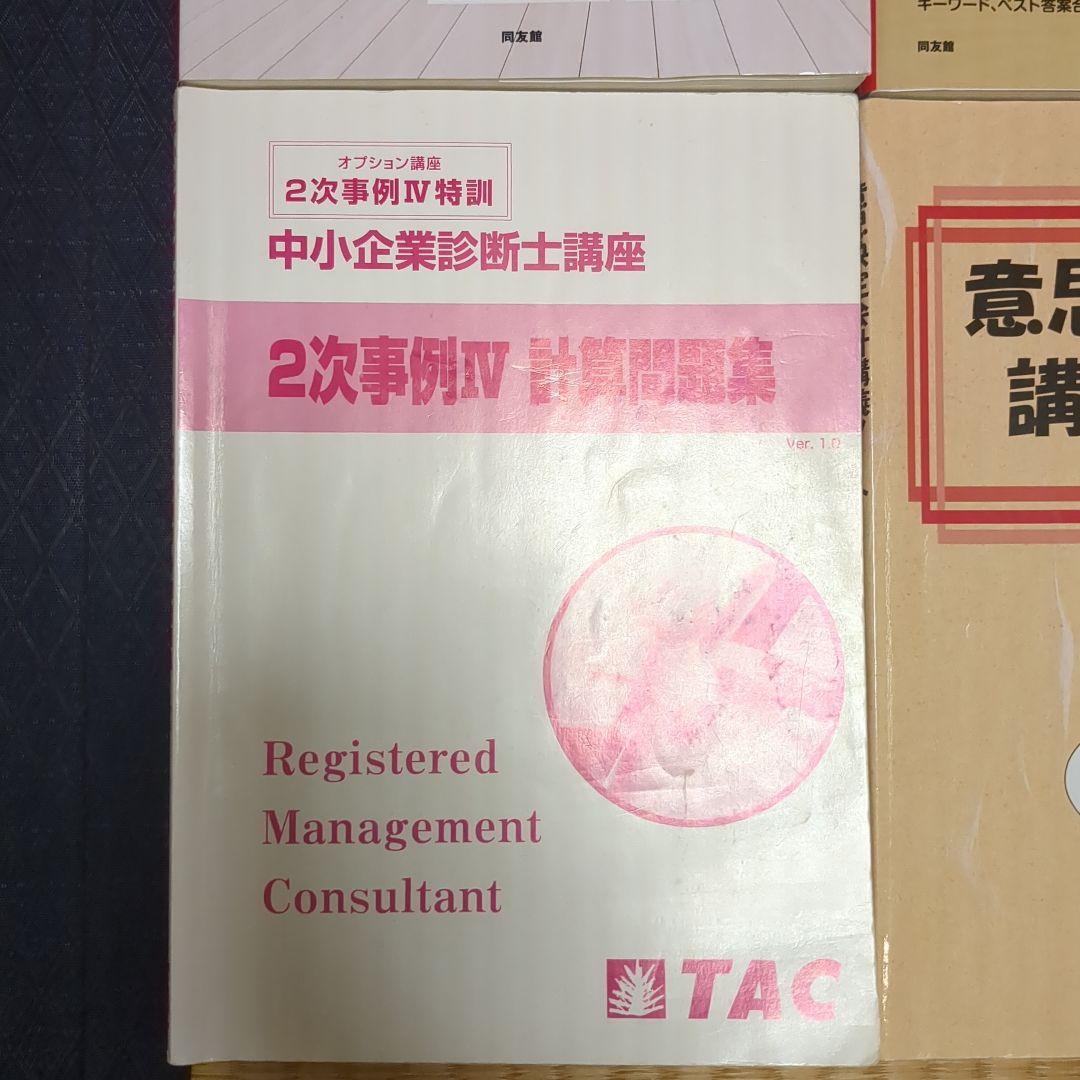 同友館
キーワード、ベスト答案
同友館
オプション講座
2次事例Ⅳ特訓
中小企業診断士講座
2次事例Ⅳ 計算問題集
Ver. 1.0
Registered
Management
Consultant
TAC
意思
講